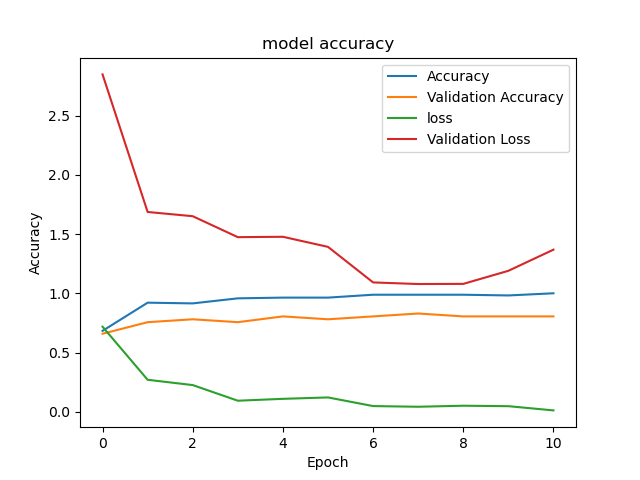 model accuracy
Accuracy
Validation Accuracy
loss
Validation Loss
2.5
2.0
1.5
1.0
0.5
0.0
Accuracy
0 2 4 6 8 10
Epoch